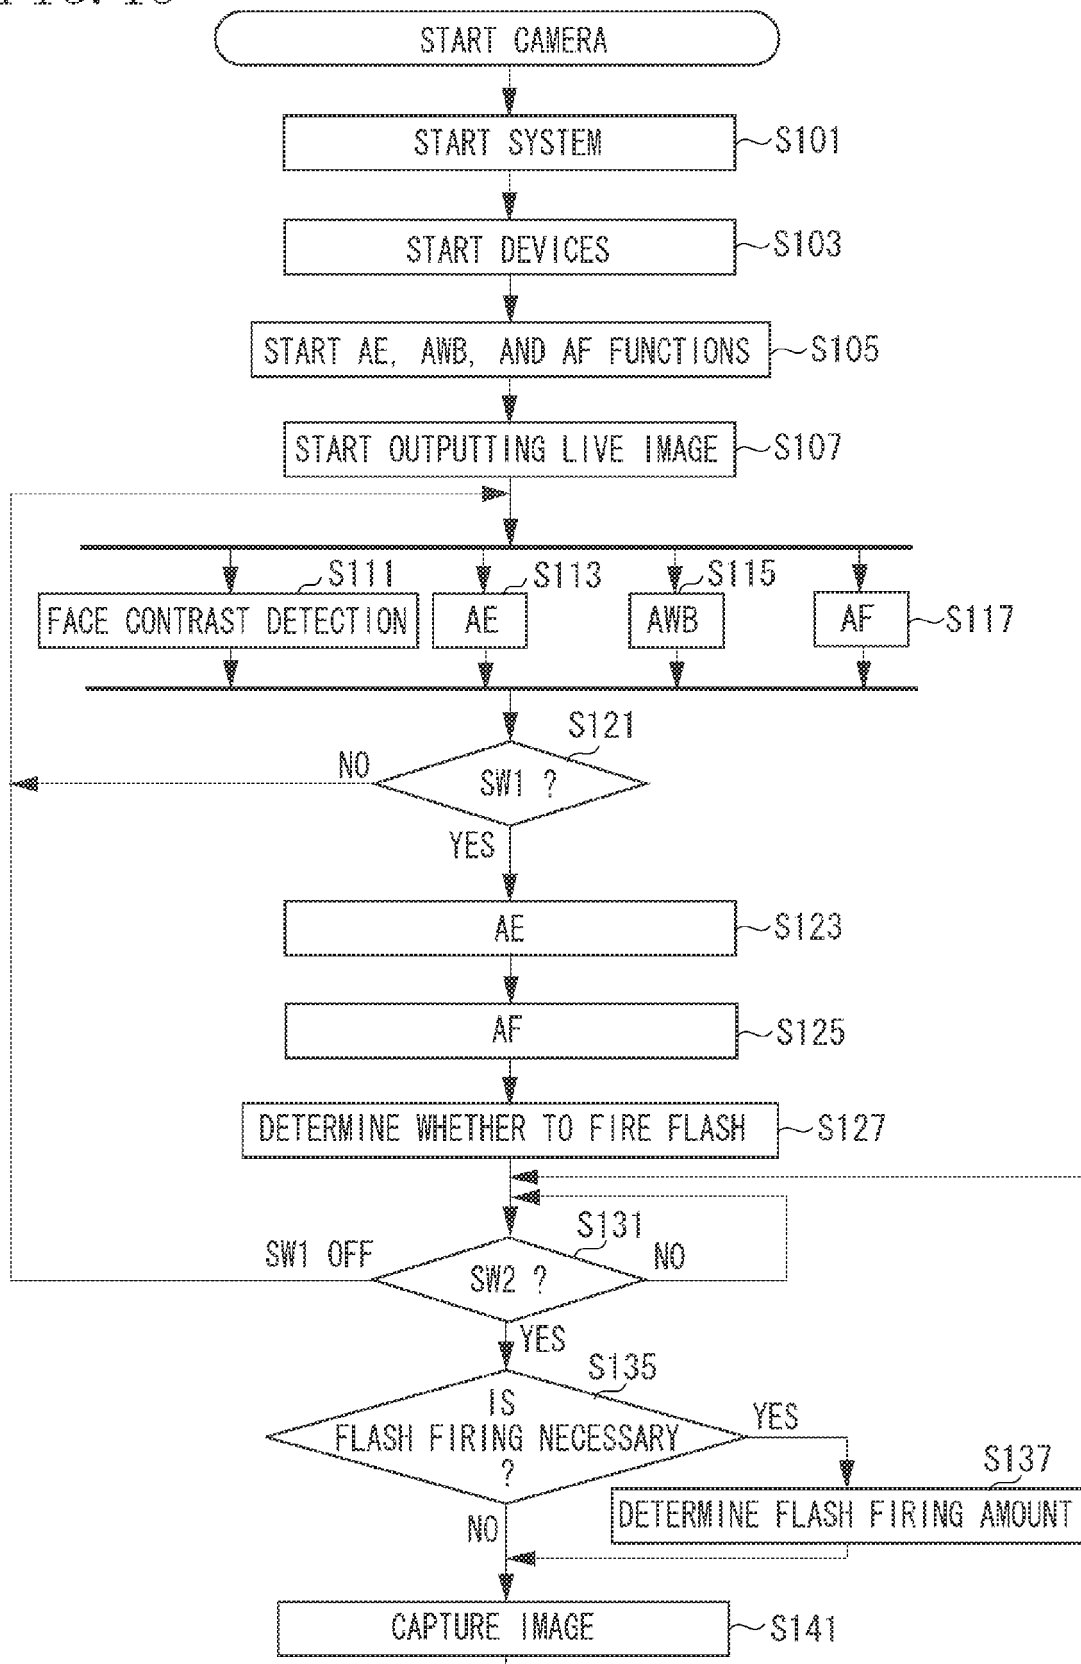 START CAMERA
START SYSTEM
S101
START DEVICES
S103
START AE, AWB, AND AF FUNCTIONS
S105
START OUTPUTTING LIVE IMAGE
S107
S111
S113
S115
FACE CONTRAST DETECTION
AE
AWB
AF
S117
S121
NO
SW1 ?
YES
AE
S123
AF
S125
DETERMINE WHETHER TO FIRE FLASH
S127
S131
SW1 OFF
SW2 ?
NO
YES
S135
IS
FLASH FIRING NECESSARY
?
YES
S137
DETERMINE FLASH FIRING AMOUNT
NO
CAPTURE IMAGE
S141